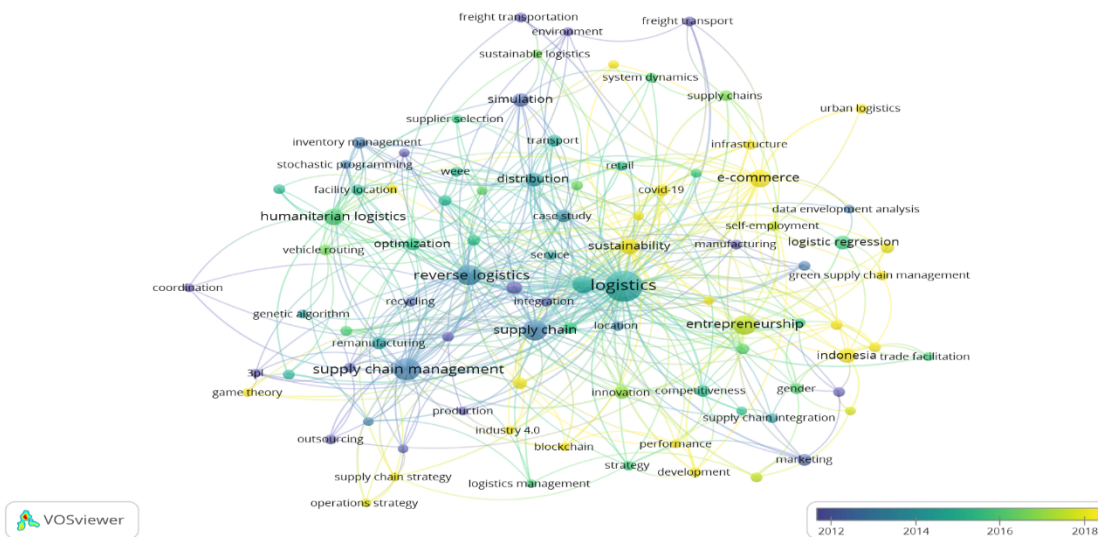 freight transportation
freight transport
environment
sustainable logistics
system dynamics
supply chains
simulation
urban logistics
supplier selection
inventory management
transport
infrastructure
stochastic programming
weee
retail
distribution
covid-19
e-commerce
facility location
humanitarian logistics
case study
data envelopment analysis
self-employment
optimization
sustainability
manufacturing
logistic regression
vehicle routing
service
reverse logistics
green supply chain management
coordination
logistics
recycling
integration
genetic algorithm
supply chain
location
entrepreneurship
remanufacturing
indonesia
trade facilitation
supply chain management
3pl
game theory
innovation
competitiveness
gender
production
supply chain integration
industry 4.0
outsourcing
blockchain
performance
marketing
strategy
supply chain strategy
logistics management
development
operations strategy
VOSviewer
2012
2014
2016
2018